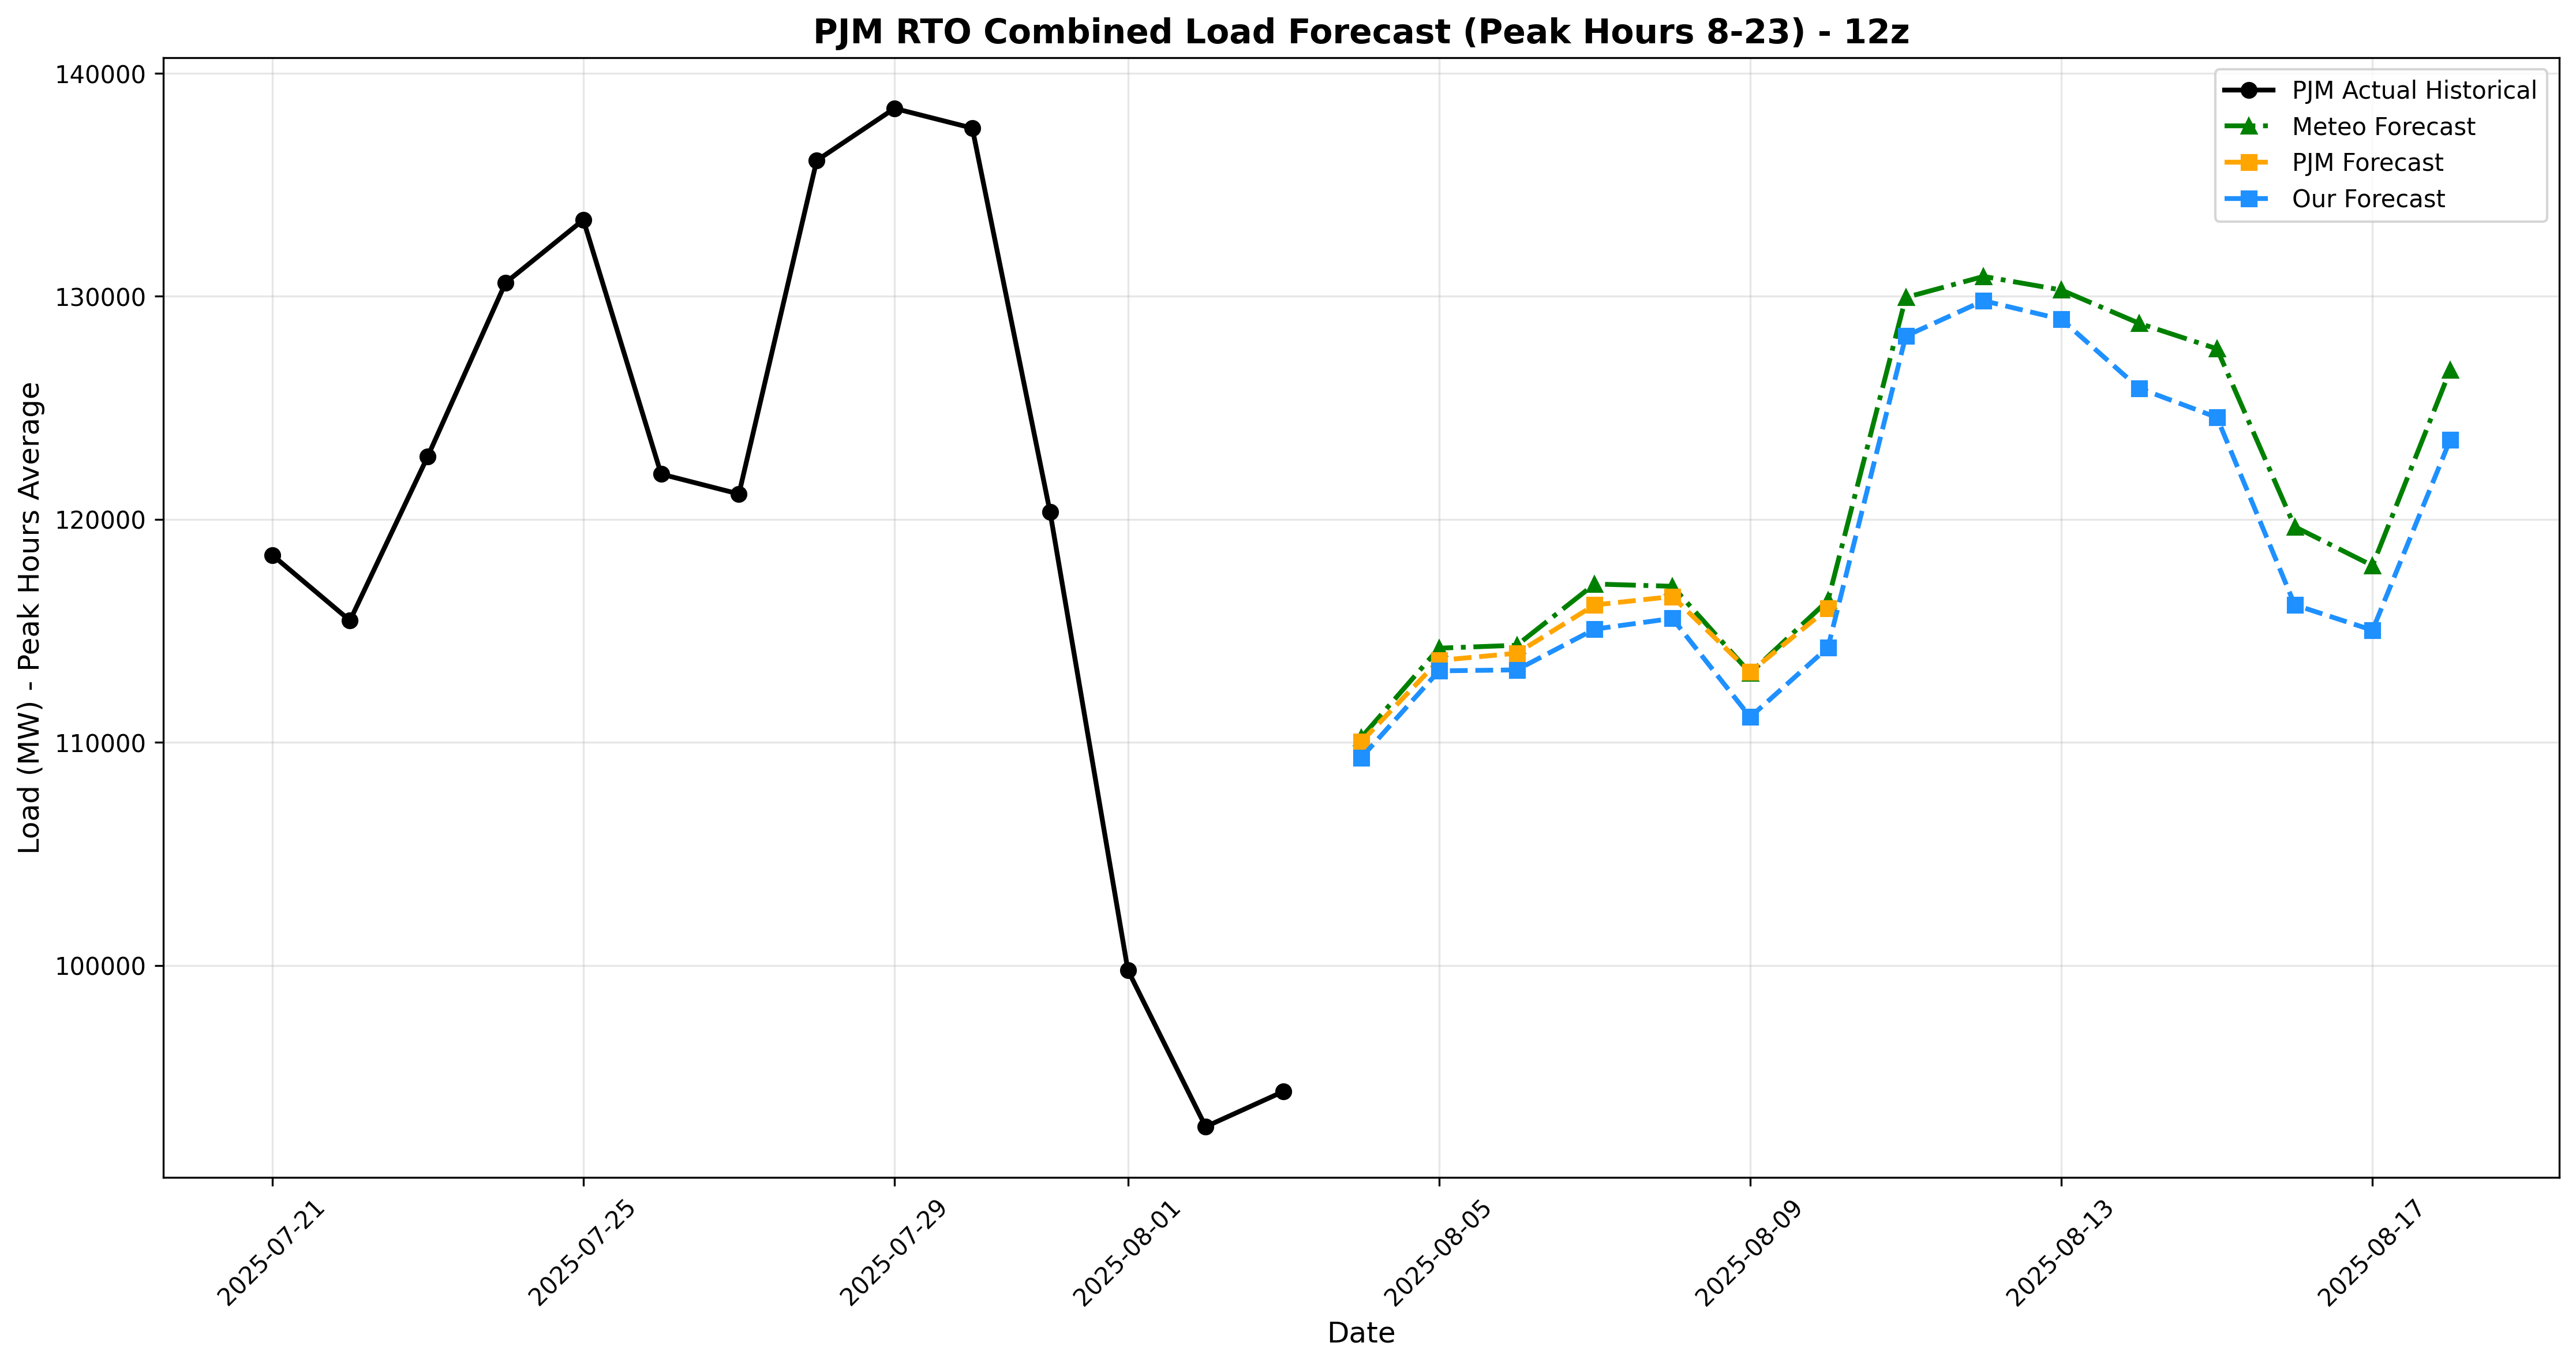 PJM RTO Combined Load Forecast (Peak Hours 8-23) - 12z
Load (MW) - Peak Hours Average
140000
130000
120000
110000
100000
PJM Actual Historical
Meteo Forecast
PJM Forecast
Our Forecast
2025-07-21
2025-07-25
2025-07-29
2025-08-01
2025-08-05
2025-08-09
2025-08-13
2025-08-17
Date